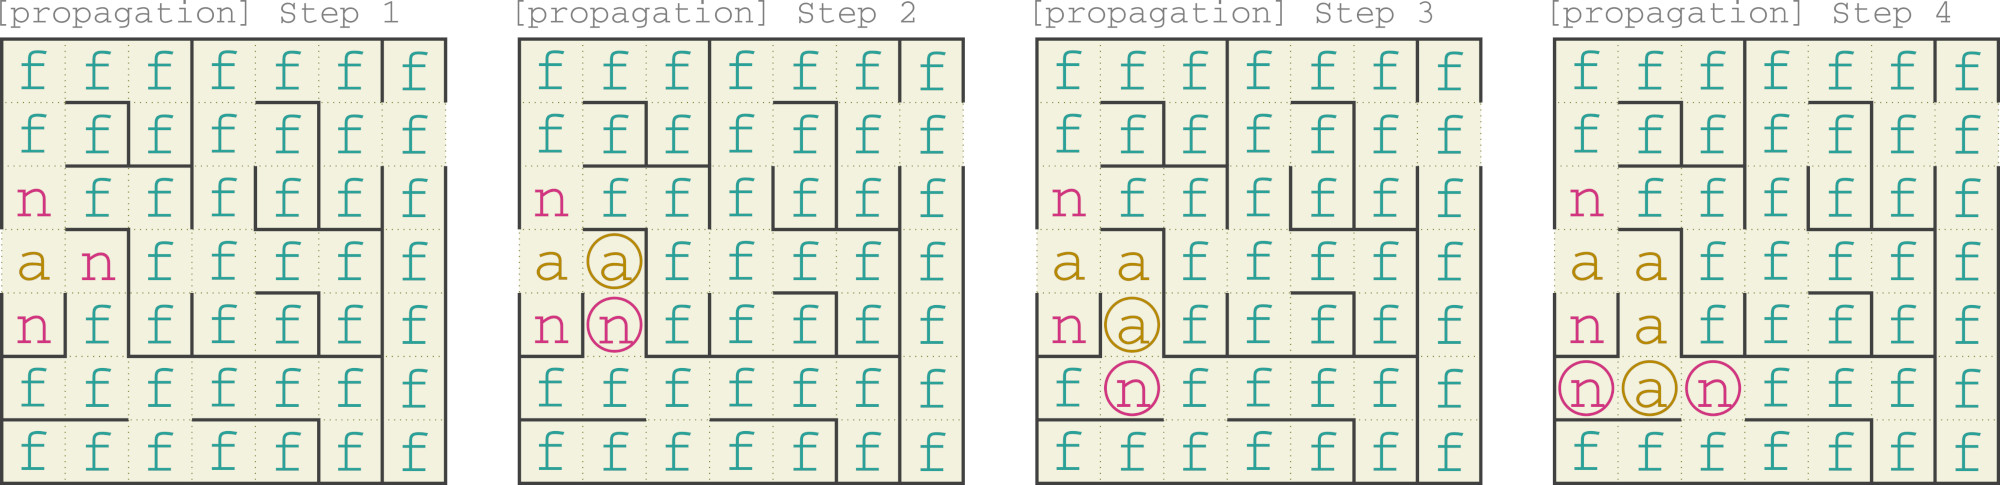 [propagation] Step 1 [propagation] Step 2 [propagation] Step 3 [propagation] Step 4
f f f f f f f f f f f f f f f f f f f f f f f f f f f f
f f f f f f f f f f f f f f f f f f f f f f f f f f f f
n f f f f f f n f f f f f f n f f f f f f n f f f f f f
a n f f f f f a a f f f f f a a f f f f f a a f f f f f
n f f f f f f n n f f f f f n a f f f f f n a f f f f f
f f f f f f f f f f f f f f f n f f f f f n a n f f f f
f f f f f f f f f f f f f f f f f f f f f f f f f f f f